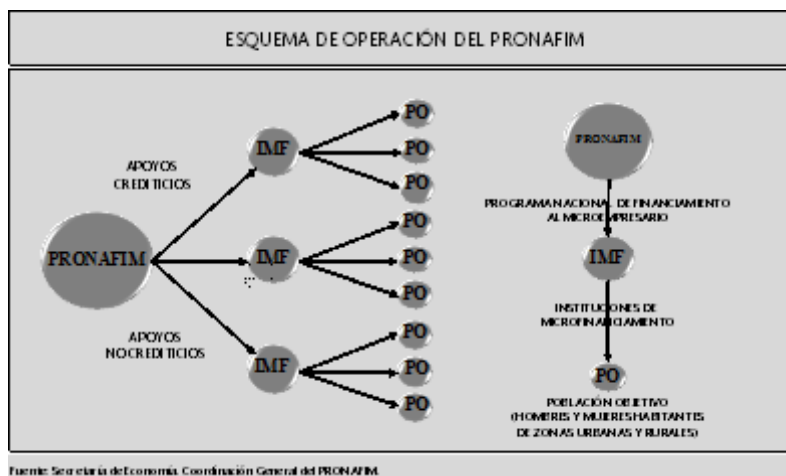 ESQUEMA DE OPERACIÓN DEL PRONAFIM
APOYOS
CREDITICIOS
PRONAFIM
APOYOS
NO CREDITICIOS
IMF
IMF
IMF
PO
PO
PO
PO
PO
PO
PO
PO
PO
PRONAFIM
PROGRAMA NACIONAL DE FINANCIAMIENTO
AL MICROEMPRESARIO
IMF
INSTITUCIONES DE
MICROFINANCIAMIENTO
PO
POBLACIÓN OBJETIVO
(HOMBRES Y MUJERES HABITANTES
DE ZONAS URBANAS Y RURALES)
Fuente: Secretaría de Economía. Coordinación General del PRONAFIM.